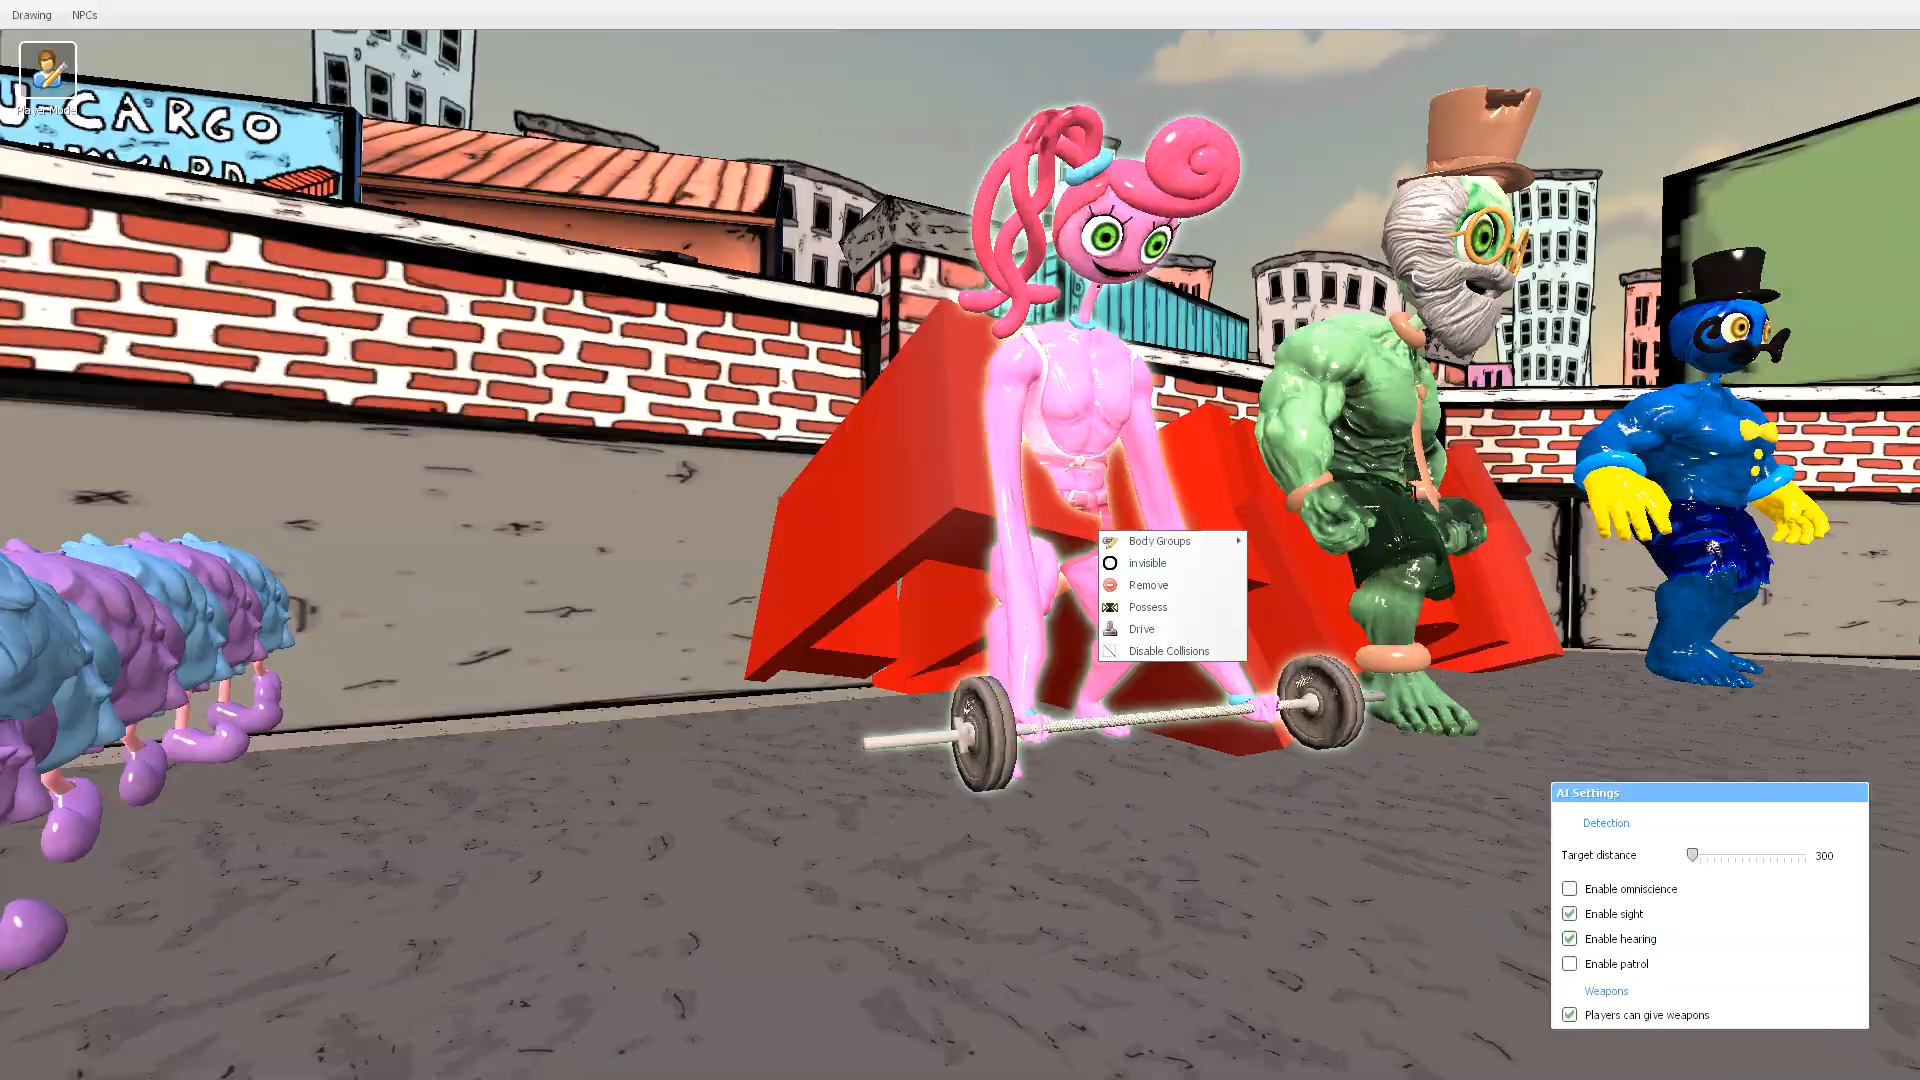 Drawing NPCs
Player Model
U-CARGO
Body Groups
invisible
Remove
Possess
Drive
Disable Collisions
AI Settings
Detection
Target distance 300
Enable omniscience
Enable sight
Enable hearing
Enable patrol
Weapons
Players can give weapons